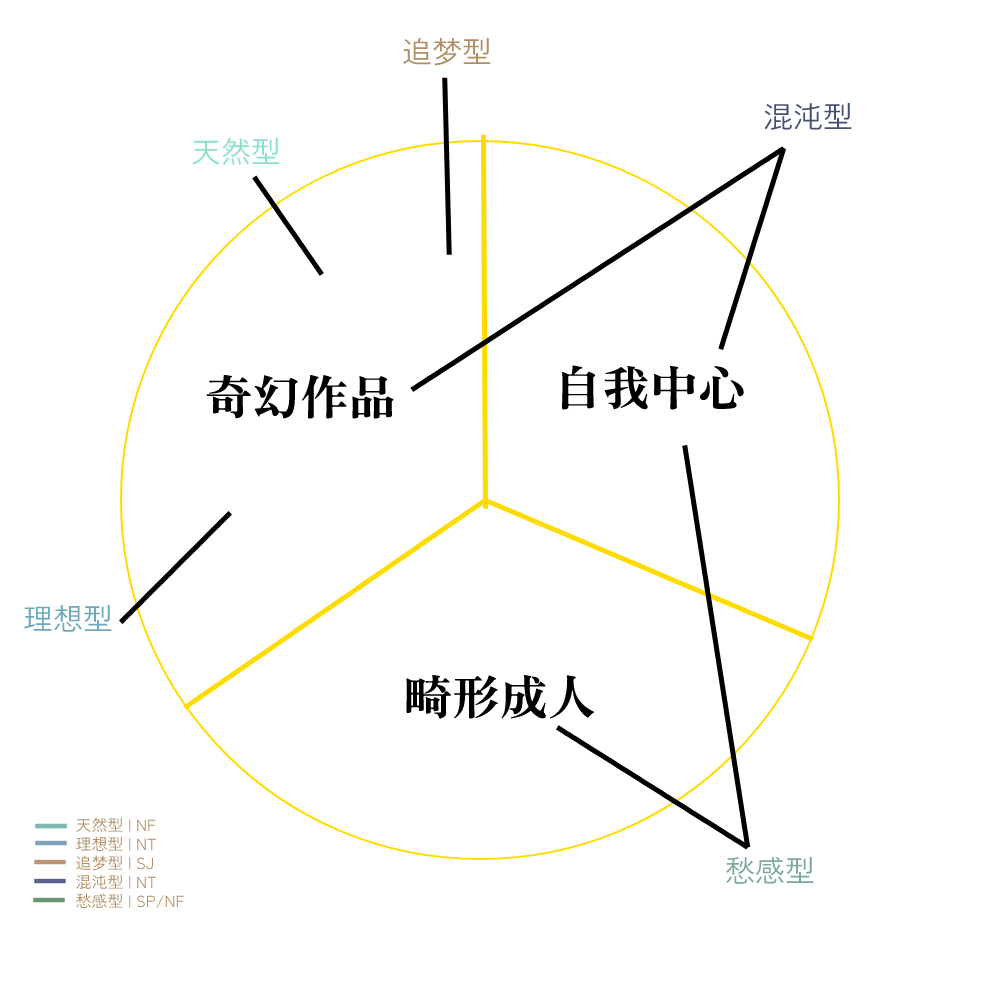 追梦型
混沌型
天然型
奇幻作品
自我中心
理想型
畸形成人
愁感型
天然型 | NF
理想型 | NT
追梦型 | SJ
混沌型 | NT
愁感型 | SP/NF